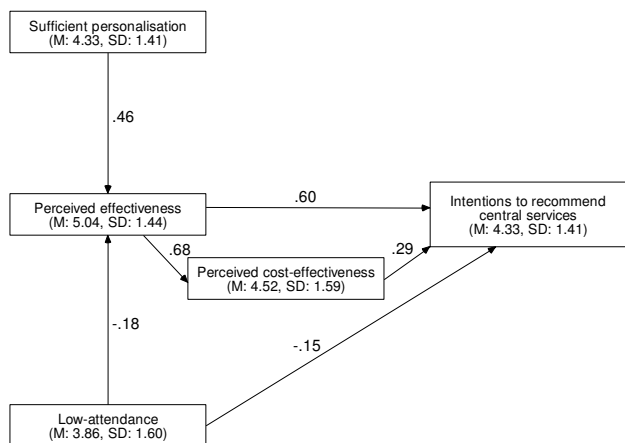 Sufficient personalisation
(M: 4.33, SD: 1.41)
.46
Perceived effectiveness
(M: 5.04, SD: 1.44)
.60
Intentions to recommend
central services
(M: 4.33, SD: 1.41)
.68
.29
Perceived cost-effectiveness
(M: 4.52, SD: 1.59)
-.18
-.15
Low-attendance
(M: 3.86, SD: 1.60)